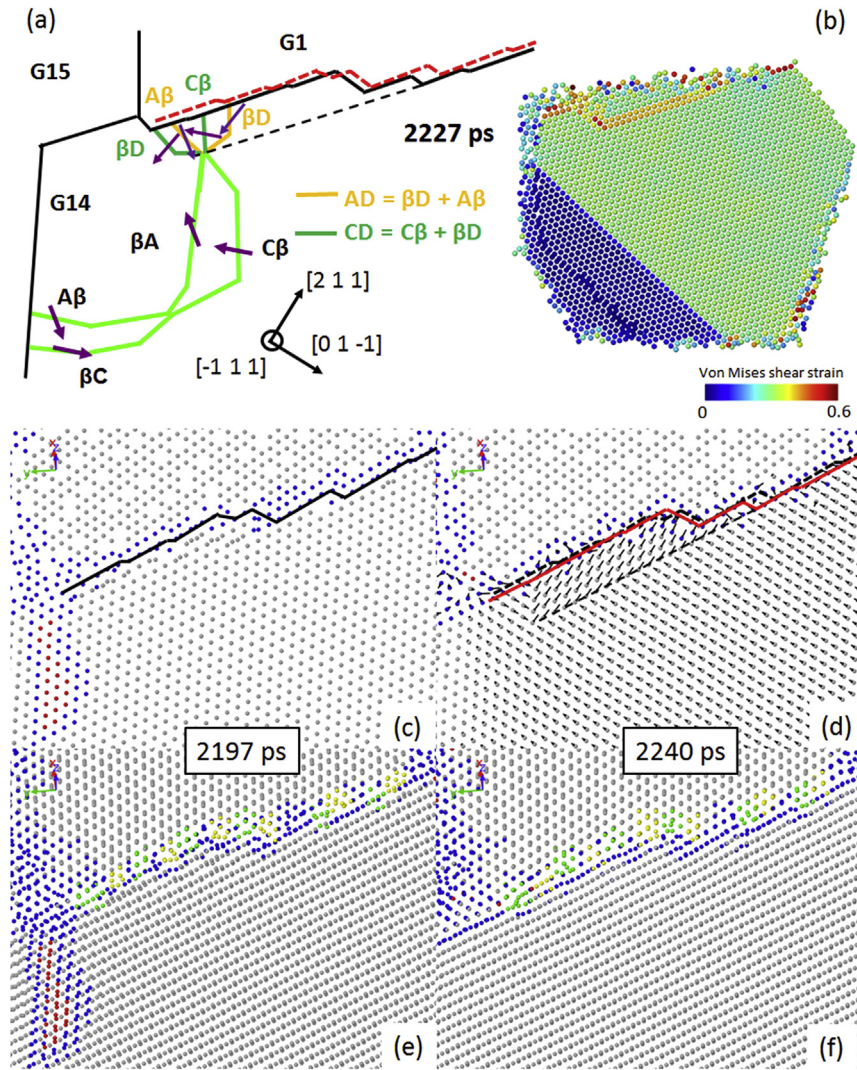 (a)
G1
(b)
G15
Aβ
Cβ
βD
βD
2227 ps
G14
AD = βD + Aβ
CD = Cβ + βD
βA
Cβ
[2 1 1]
Aβ
[0 1 -1]
[-1 1 1]
βC
Von Mises shear strain
0
0.6
x
z
y
x
z
y
(c)
(d)
2197 ps
2240 ps
x
z
y
x
z
y
(e)
(f)